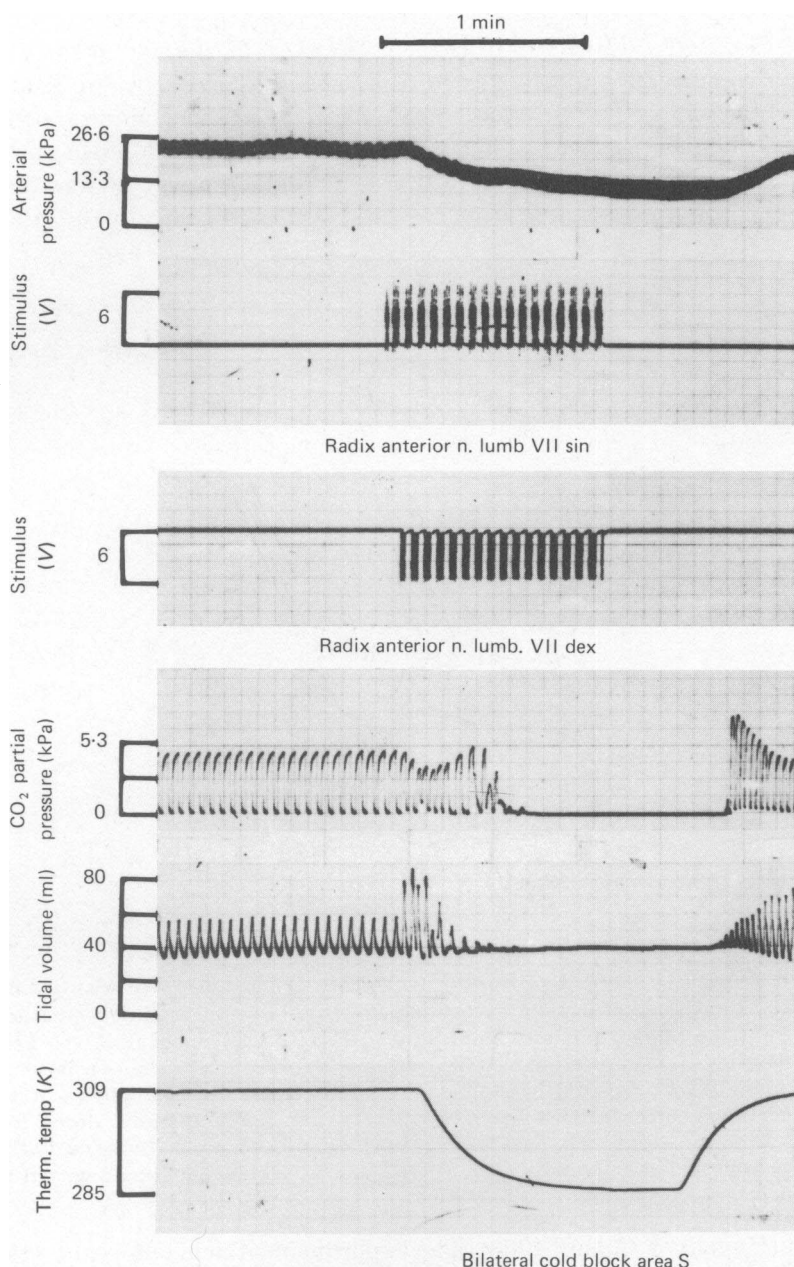 1 min
Arterial
pressure (kPa)
26·6
13·3
0
Stimulus
(V)
6
Radix anterior n. lumb VII sin
Stimulus
(V)
6
Radix anterior n. lumb. VII dex
CO₂ partial
pressure (kPa)
5·3
0
Tidal volume (ml)
80
40
0
Therm. temp (K)
309
285
Bilateral cold block area S